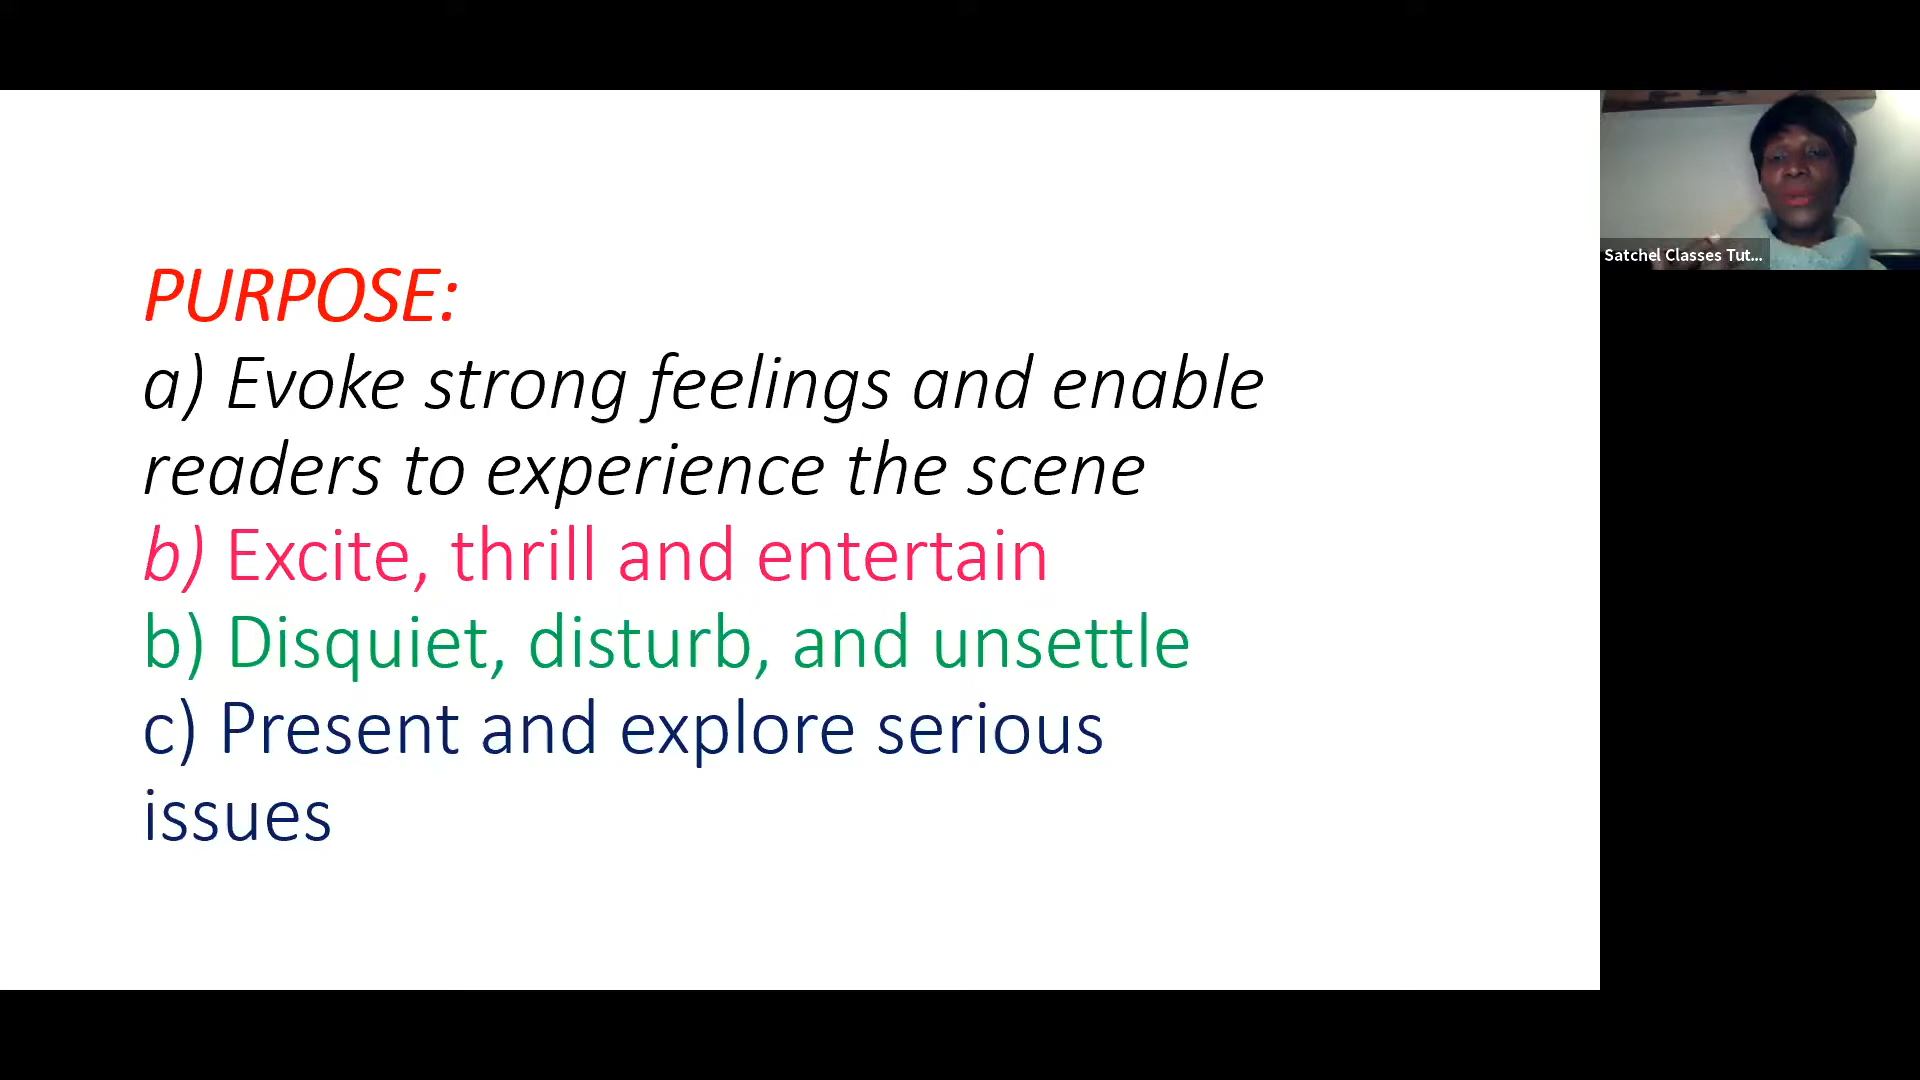 PURPOSE:
a) Evoke strong feelings and enable
readers to experience the scene
b) Excite, thrill and entertain
b) Disquiet, disturb, and unsettle
c) Present and explore serious
issues
Satchel Classes Tut...